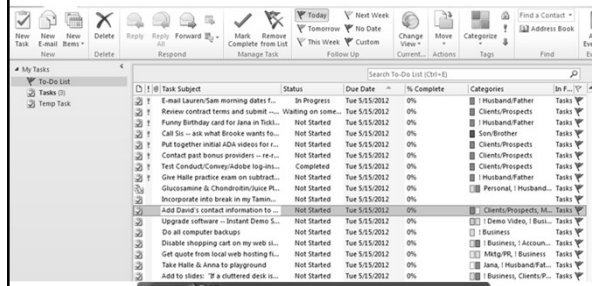 New Task
New E-mail
New Items
Delete
Reply
Reply All
Forward
Mark Complete
Remove from List
Today
Tomorrow
This Week
Next Week
No Date
Custom
Change View
Move
Categorize
Find a Contact
Address Book
New
Delete
Respond
Manage Task
Follow Up
Current...
Actions
Tags
Find
My Tasks
To-Do List
Tasks (3)
Temp Task
Search To-Do List (Ctrl+E)
Task Subject Status Due Date % Complete Categories In F...
E-mail Lauren/Sam morning dates f... In Progress Tue 5/15/2012 0% ! Husband/Father Tasks
Review contract terms and submit --... Waiting on some... Tue 5/15/2012 0% Clients/Prospects Tasks
Funny Birthday card for Jana in Tickl... Not Started Tue 5/15/2012 0% ! Husband/Father Tasks
Call Sis -- ask what Brooke wants fo... Not Started Tue 5/15/2012 0% Son/Brother Tasks
Put together initial ADA videos for r... Not Started Tue 5/15/2012 0% Clients/Prospects Tasks
Contact past bonus providers -- re-r... Not Started Tue 5/15/2012 0% Clients/Prospects Tasks
Test Conduct/Convey/Adobe log-ins... Completed Tue 5/15/2012 0% Clients/Prospects Tasks
Give Halle practice exam on subtract... Not Started Tue 5/15/2012 0% ! Husband/Father Tasks
Glucosamine & Chondroitin/Juice Pl... Not Started Tue 5/15/2012 0% Personal, ! Husband... Tasks
Incorporate into break in my Tamin... Not Started Tue 5/15/2012 0% Tasks
Add David's contact information to ... Not Started Tue 5/15/2012 0% Clients/Prospects, M... Tasks
Upgrade software -- Instant Demo S... Not Started Tue 5/15/2012 0% ! Demo Video, ! Busi... Tasks
Do all computer backups Not Started Tue 5/15/2012 0% ! Business Tasks
Disable shopping cart on my web si... Not Started Tue 5/15/2012 0% ! Business, ! Accoun... Tasks
Get quote from local web hosting fi... Not Started Tue 5/15/2012 0% Mktg/PR, ! Business Tasks
Take Halle & Anna to playground Not Started Tue 5/15/2012 0% Jana, ! Husband/Fat... Tasks
Add to slides: "If a cluttered desk is... Not Started Tue 5/15/2012 0% ! Business, Clients/P... Tasks